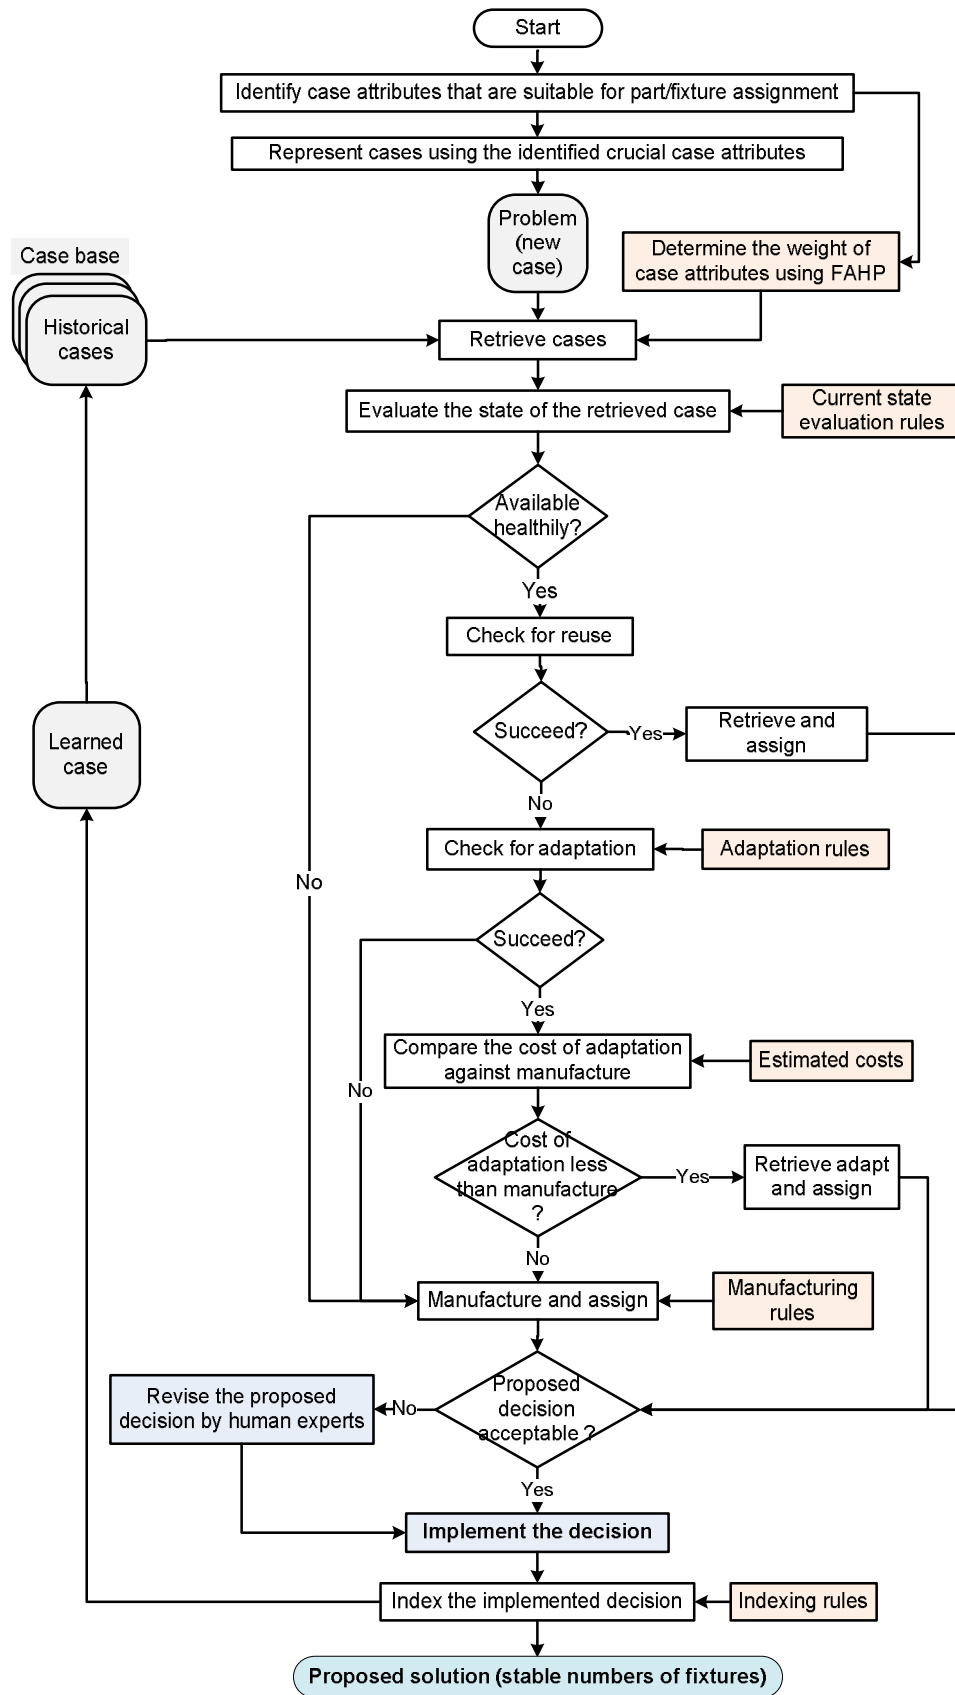 Start
Identify case attributes that are suitable for part/fixture assignment
Represent cases using the identified crucial case attributes
Problem
(new
case)
Determine the weight of
case attributes using FAHP
Case base
Historical
cases
Retrieve cases
Evaluate the state of the retrieved case
Current state
evaluation rules
Available
healthily?
Yes
Check for reuse
Succeed?
Yes
Retrieve and
assign
Learned
case
No
Check for adaptation
Adaptation rules
No
Succeed?
Yes
Compare the cost of adaptation
against manufacture
Estimated costs
No
Cost of
adaptation less
than manufacture
?
Yes
Retrieve adapt
and assign
No
Manufacture and assign
Manufacturing
rules
Proposed
decision
acceptable ?
No
Revise the proposed
decision by human experts
Yes
Implement the decision
Index the implemented decision
Indexing rules
Proposed solution (stable numbers of fixtures)